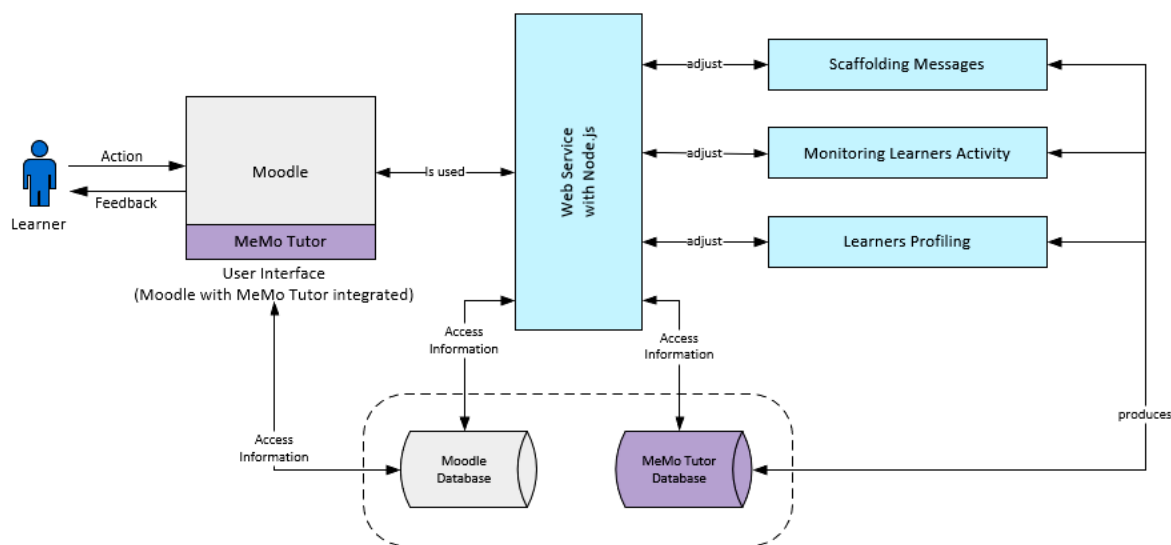 Learner
Action
Feedback
Moodle
MeMo Tutor
User Interface
(Moodle with MeMo Tutor integrated)
Is used
Web Service
with Node.js
adjust
Scaffolding Messages
adjust
Monitoring Learners Activity
adjust
Learners Profiling
Access
Information
Access
Information
Access
Information
Moodle
Database
MeMo Tutor
Database
produces